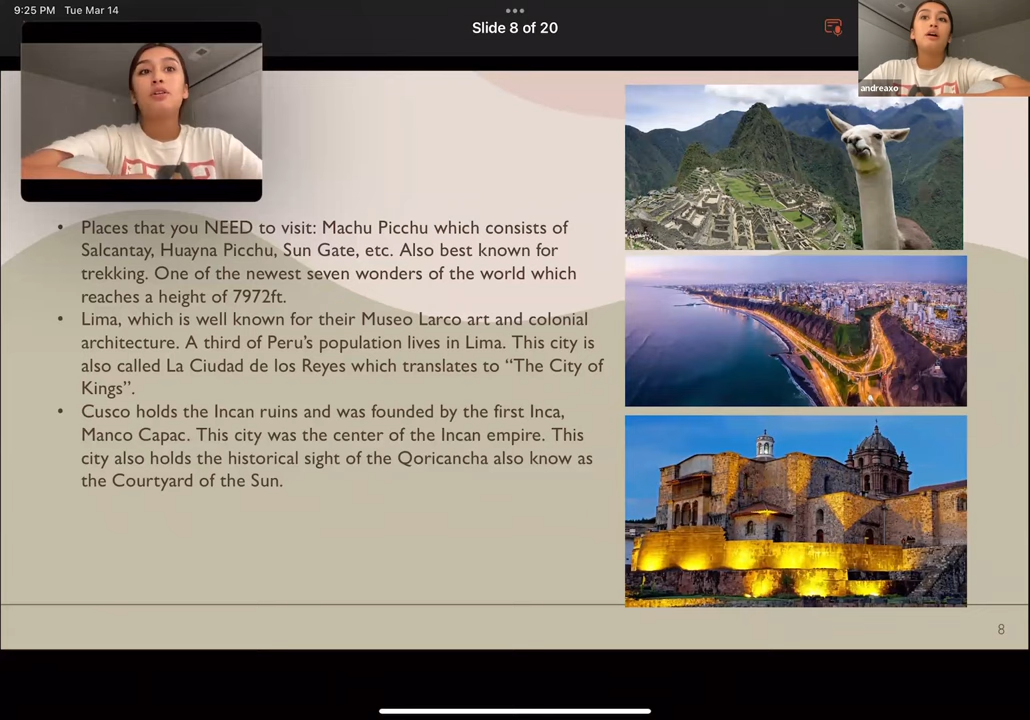 9:25 PM Tue Mar 14
Slide 8 of 20
andreaxo
• Places that you NEED to visit: Machu Picchu which consists of
Salcantay, Huayna Picchu, Sun Gate, etc. Also best known for
trekking. One of the newest seven wonders of the world which
reaches a height of 7972ft.
• Lima, which is well known for their Museo Larco art and colonial
architecture. A third of Peru's population lives in Lima. This city is
also called La Ciudad de los Reyes which translates to “The City of
Kings”.
• Cusco holds the Incan ruins and was founded by the first Inca,
Manco Capac. This city was the center of the Incan empire. This
city also holds the historical sight of the Qoricancha also know as
the Courtyard of the Sun.
8